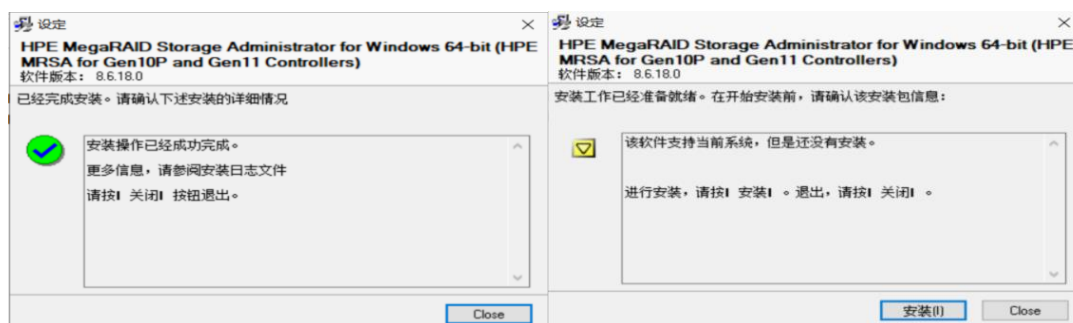 设定
HPE MegaRAID Storage Administrator for Windows 64-bit (HPE
MRSA for Gen10P and Gen11 Controllers)
软件版本： 8.6.18.0
已经完成安装。请确认下述安装的详细情况
安装操作已经成功完成。
更多信息，请参阅安装日志文件
请按I 关闭I 按钮退出。
Close
设定
HPE MegaRAID Storage Administrator for Windows 64-bit (HPE
MRSA for Gen10P and Gen11 Controllers)
软件版本： 8.6.18.0
安装工作已经准备就绪。在开始安装前，请确认该安装包信息：
该软件支持当前系统，但是还没有安装。
进行安装，请按I 安装I 。退出，请按I 关闭I 。
安装(I)
Close